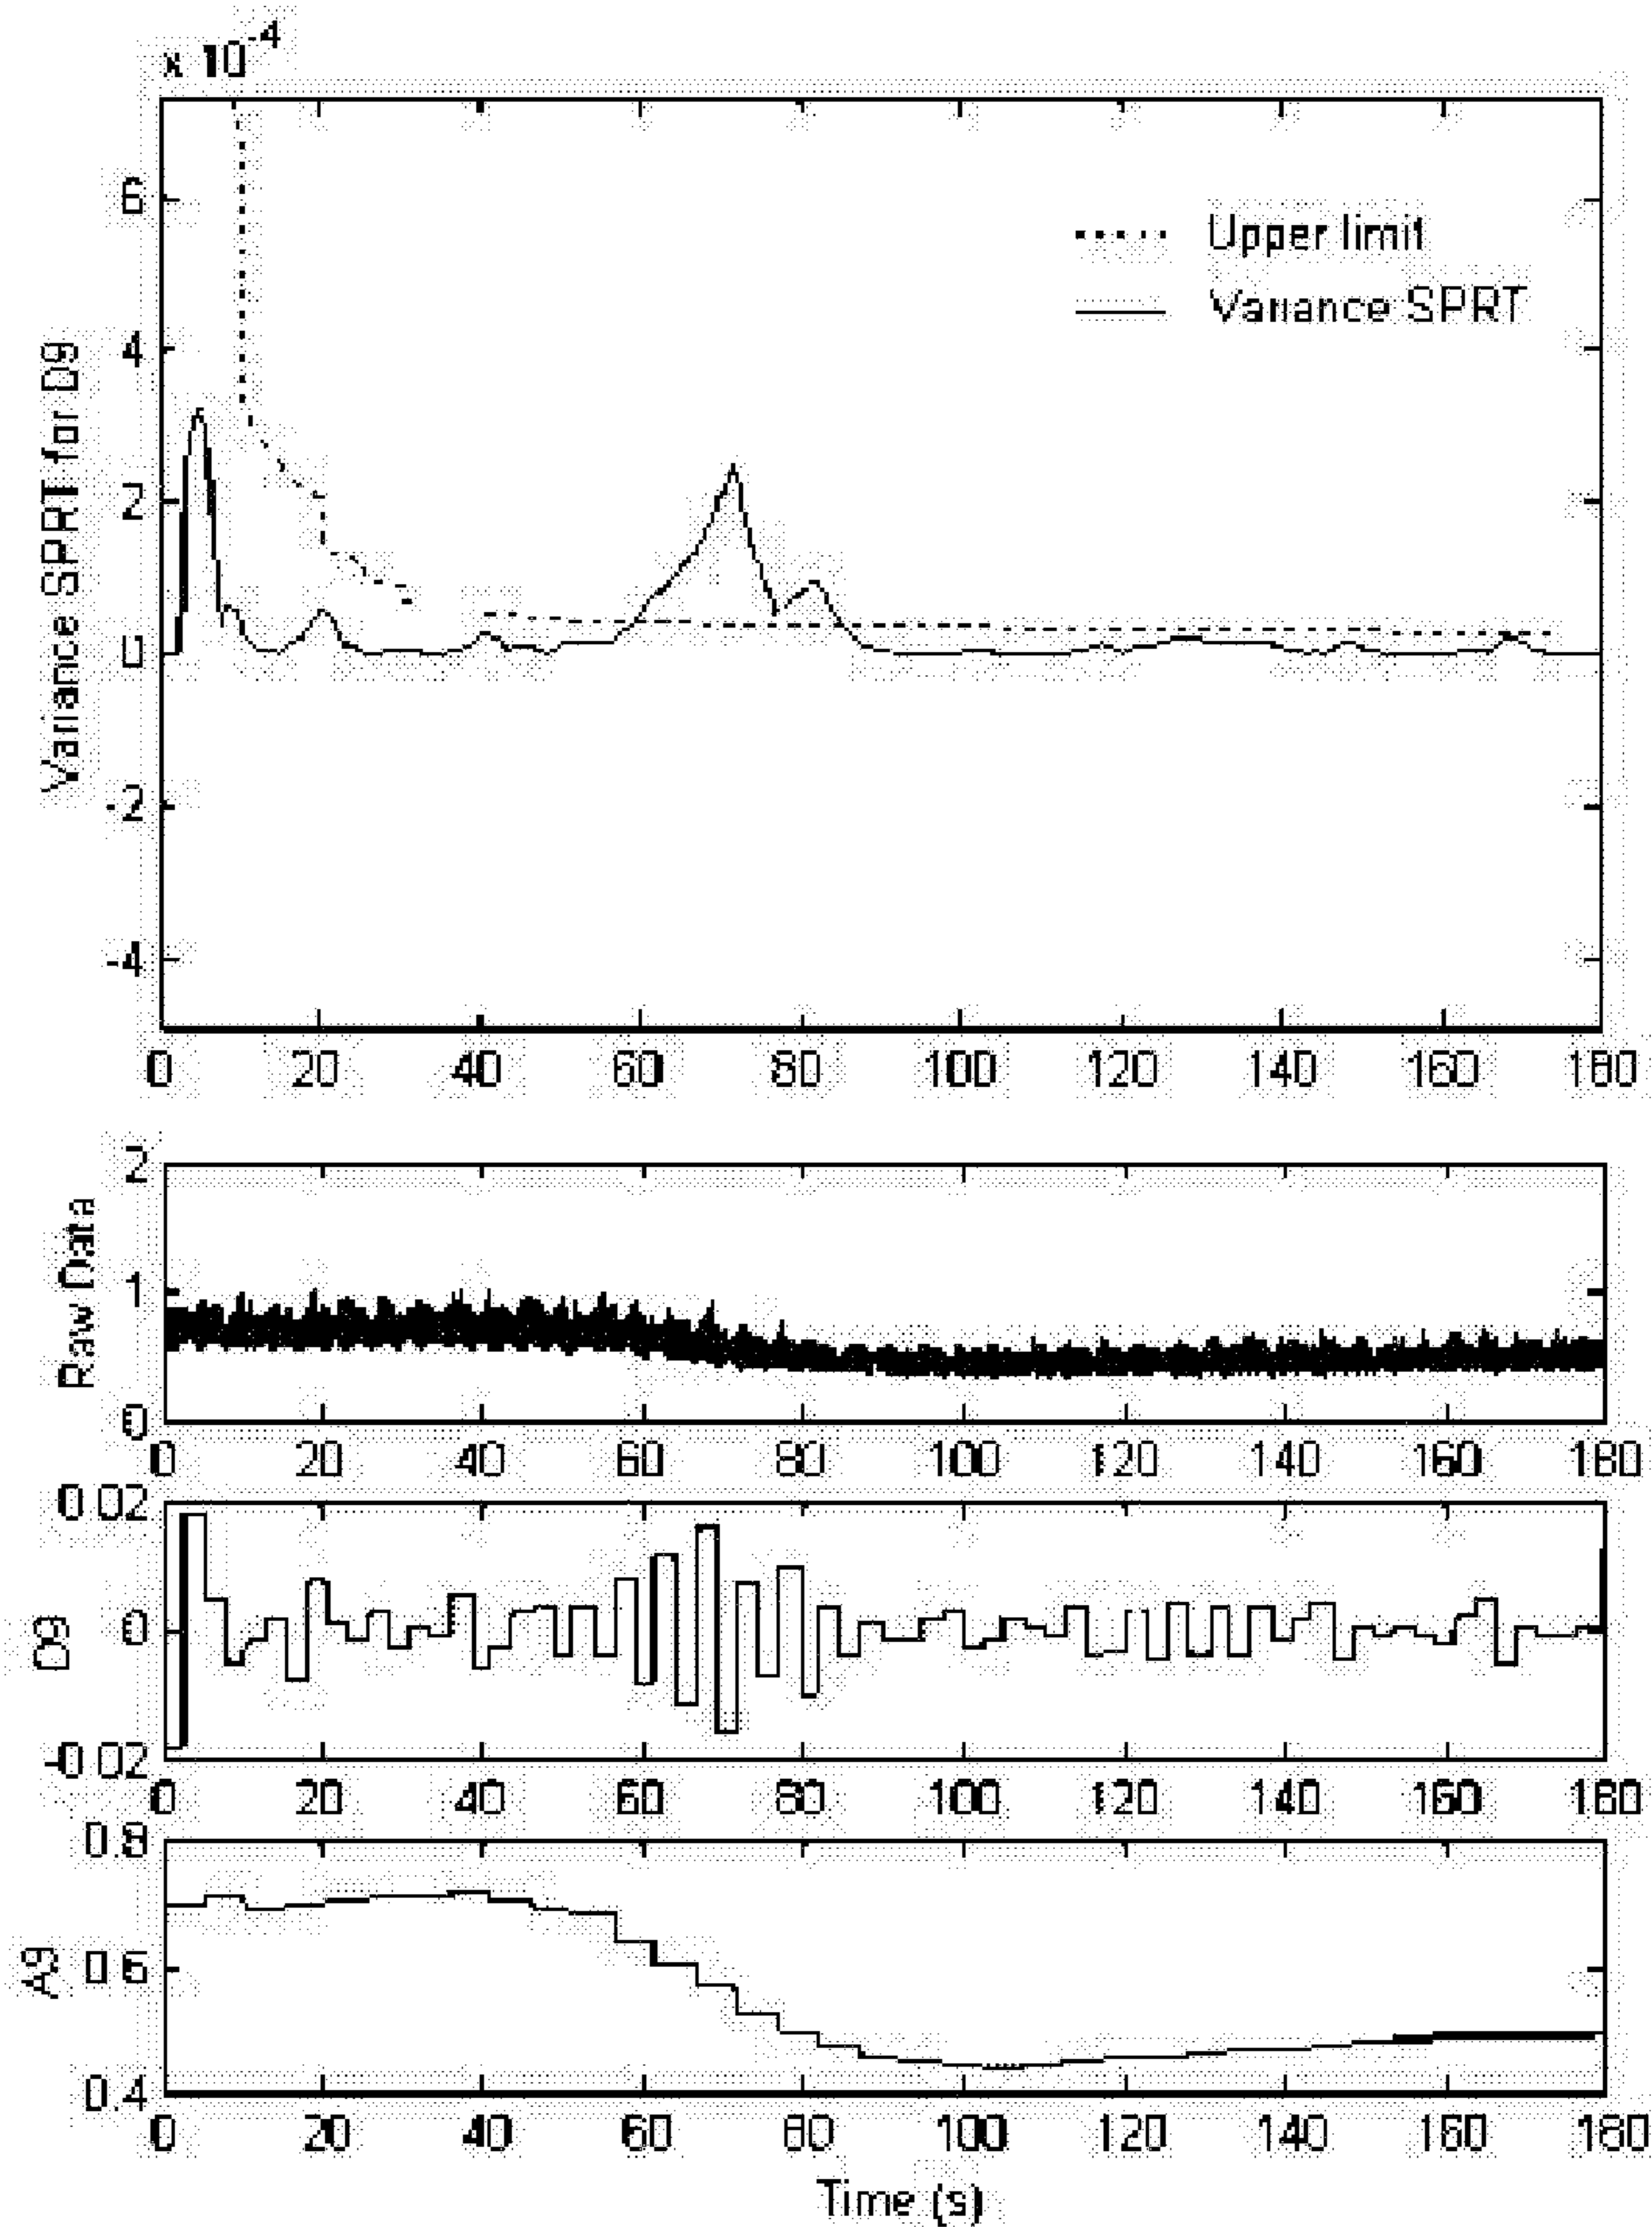 x 10^-4
6
4
2
0
-2
-4
Variance SPRT for D9
Upper limit
Variance SPRT
0 20 40 60 80 100 120 140 160 180
2
1
0
Raw Data
0 20 40 60 80 100 120 140 160 180
0.02
0
-0.02
D9
0 20 40 60 80 100 120 140 160 180
0.8
0.6
0.4
A9
0 20 40 60 80 100 120 140 160 180
Time (s)